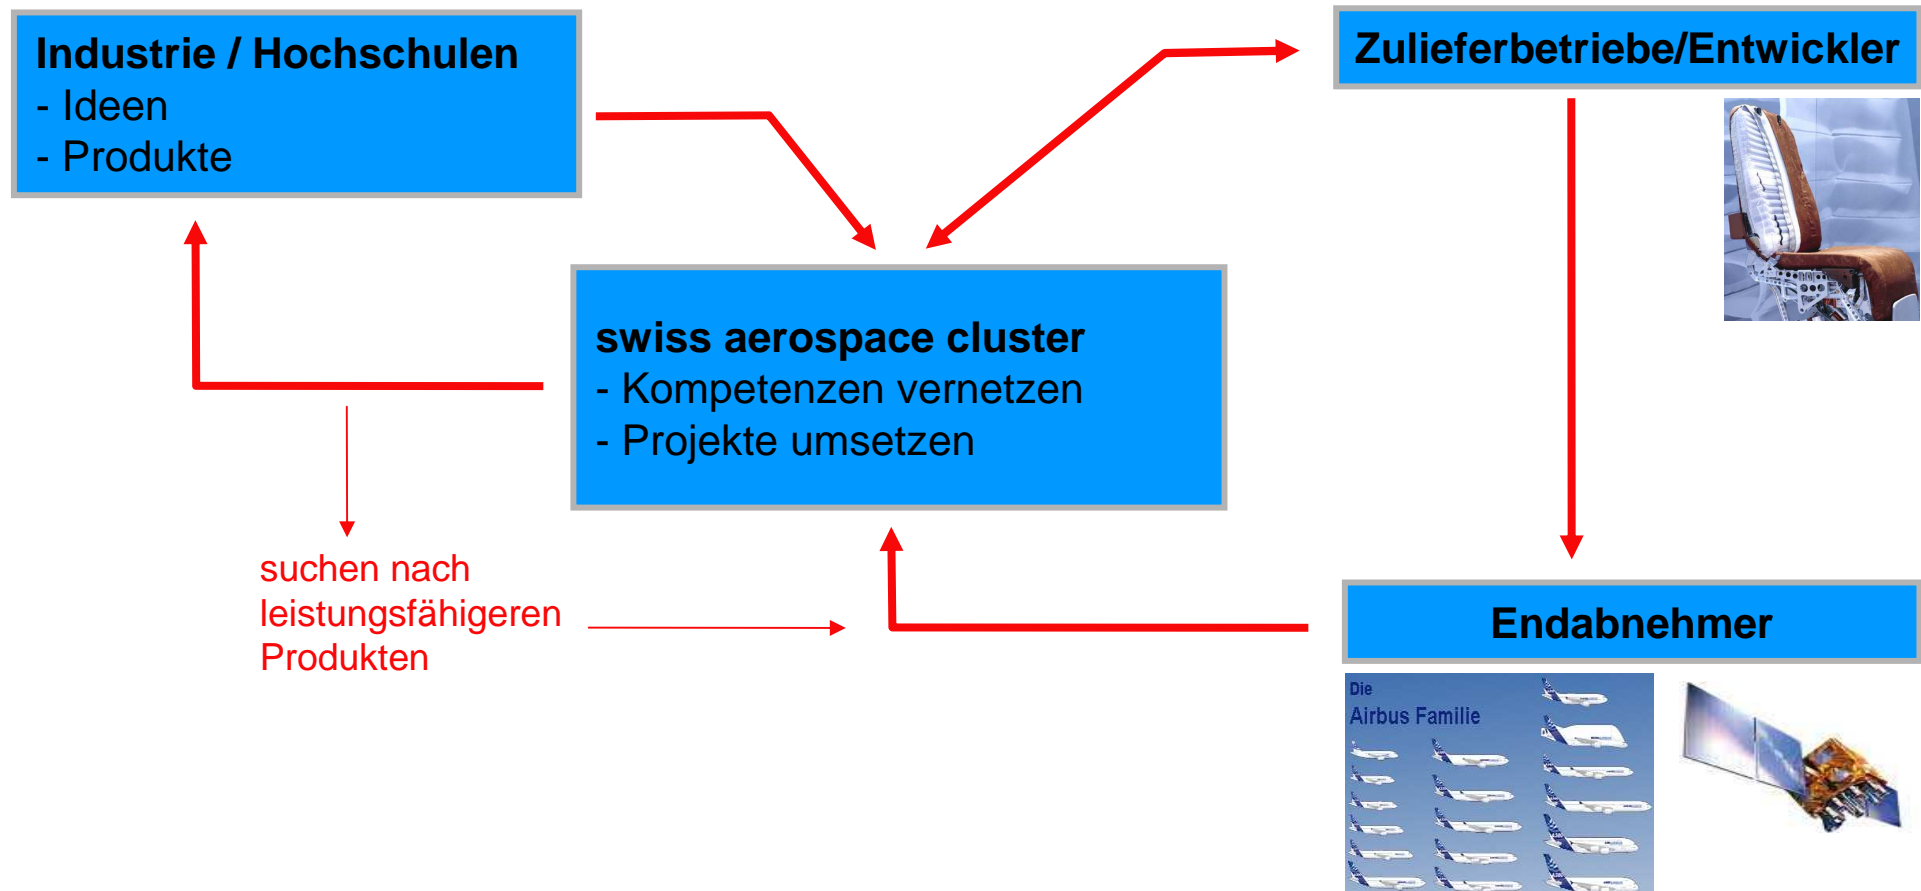 Industrie / Hochschulen
- Ideen
- Produkte
Zulieferbetriebe/Entwickler
swiss aerospace cluster
- Kompetenzen vernetzen
- Projekte umsetzen
suchen nach
leistungsfähigeren
Produkten
Endabnehmer
Die
Airbus Familie